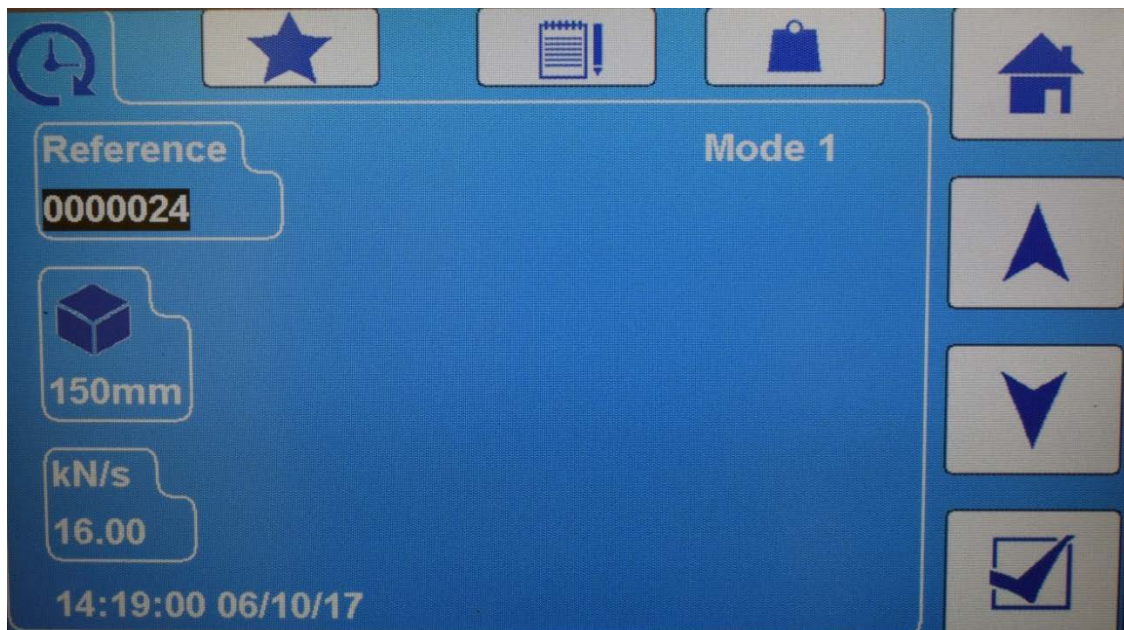 Reference
Mode 1
0000024
150mm
kN/s
16.00
14:19:00 06/10/17